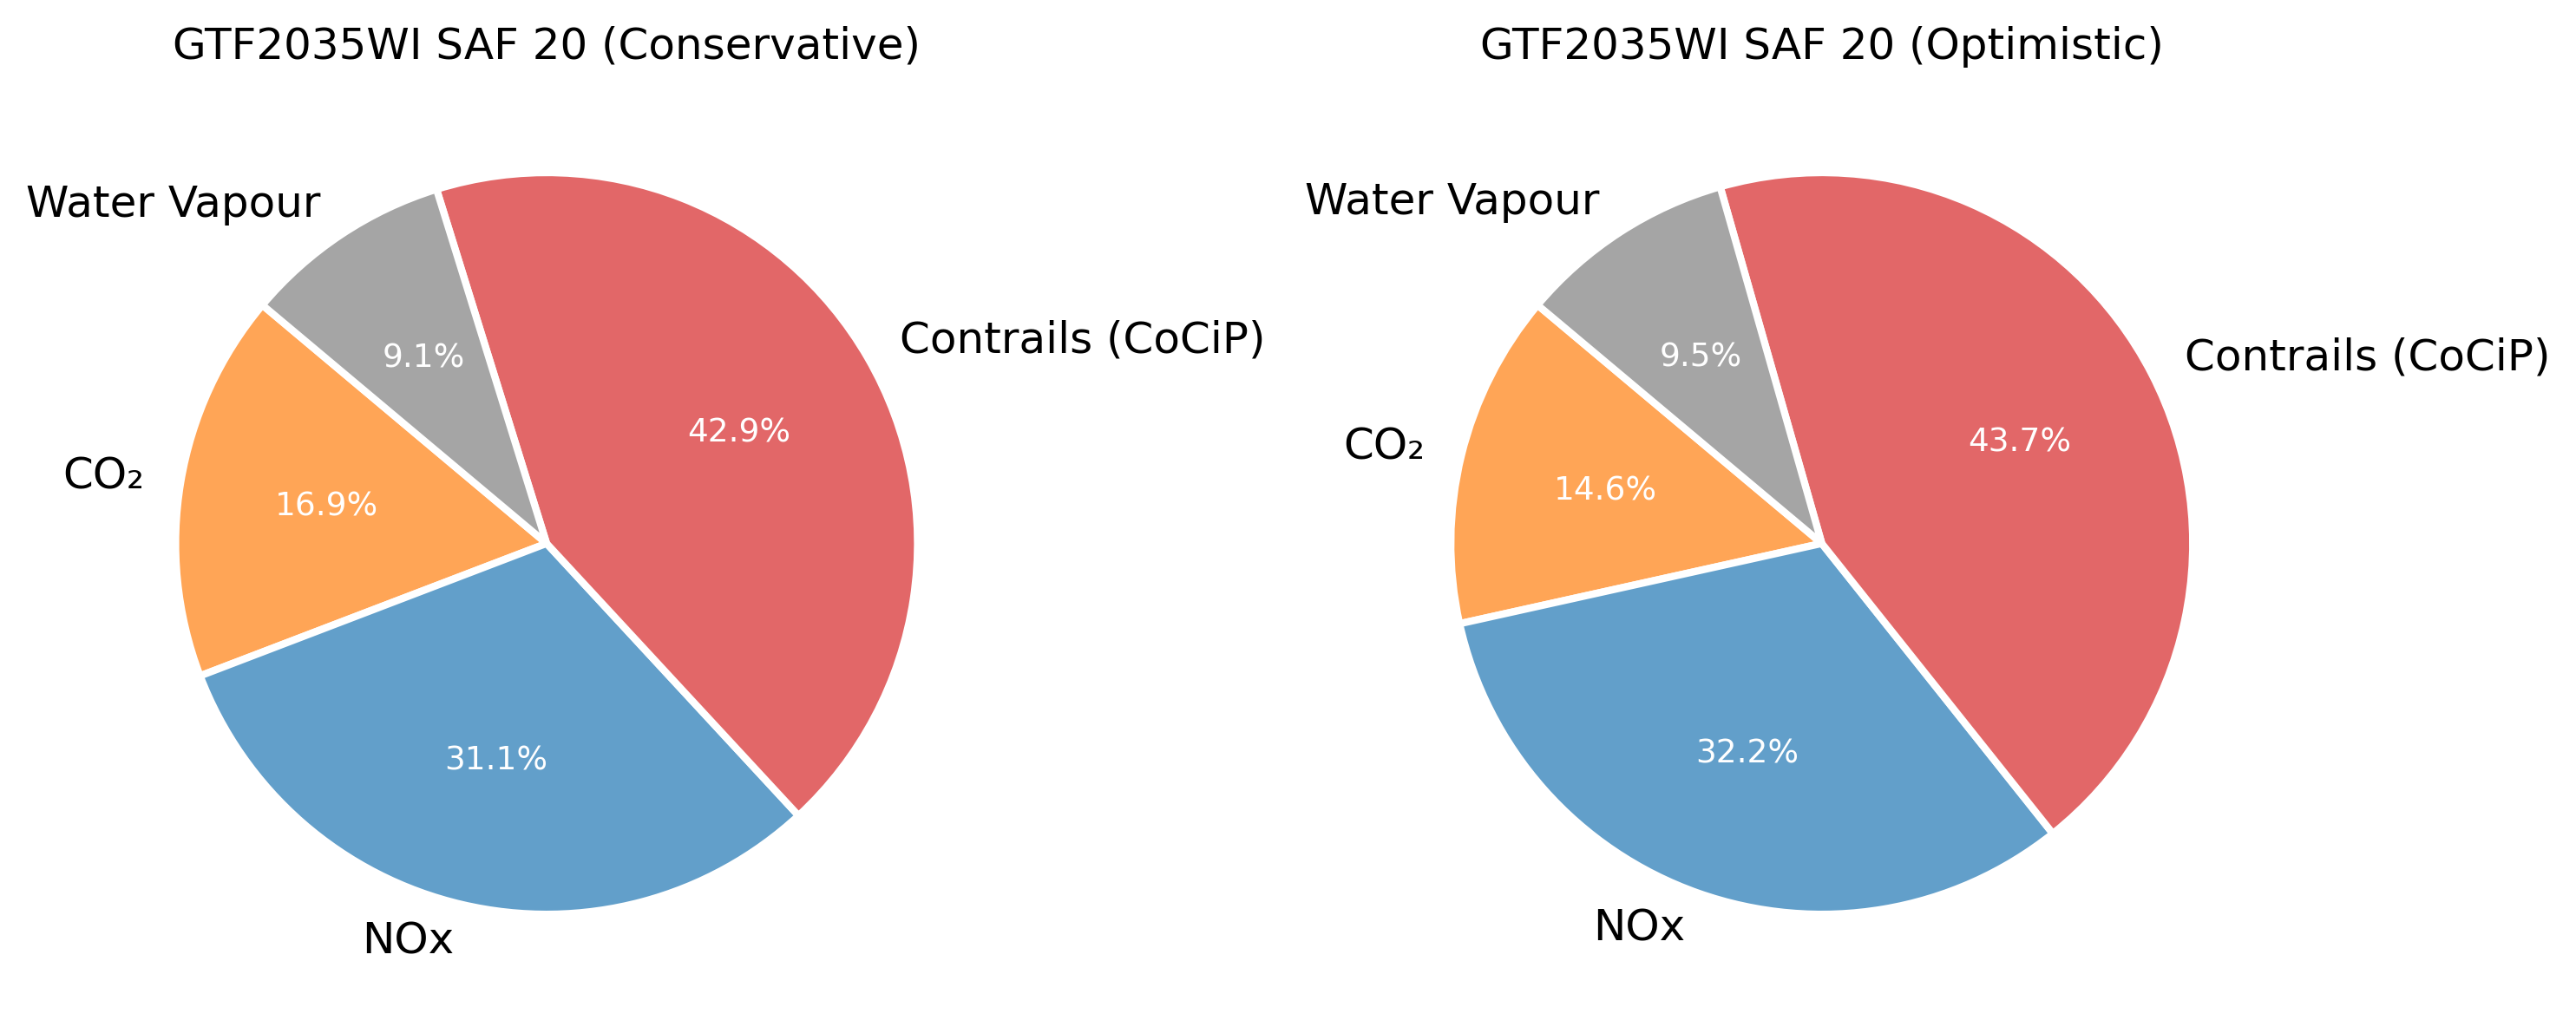 GTF2035WI SAF 20 (Conservative)
Water Vapour
9.1%
Contrails (CoCiP)
42.9%
CO₂
16.9%
31.1%
NOx
GTF2035WI SAF 20 (Optimistic)
Water Vapour
9.5%
Contrails (CoCiP)
43.7%
CO₂
14.6%
32.2%
NOx